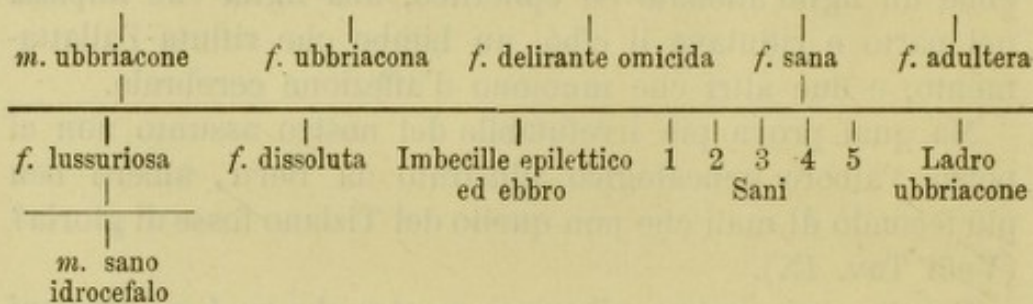 m. ubbriacone f. ubbriacona f. delirante omicida f. sana f. adultera
f. lussuriosa f. dissoluta Imbecille epilettico 1 2 3 4 5 Ladro
ed ebbro Sani ubbriacone
m. sano
idrocefalo